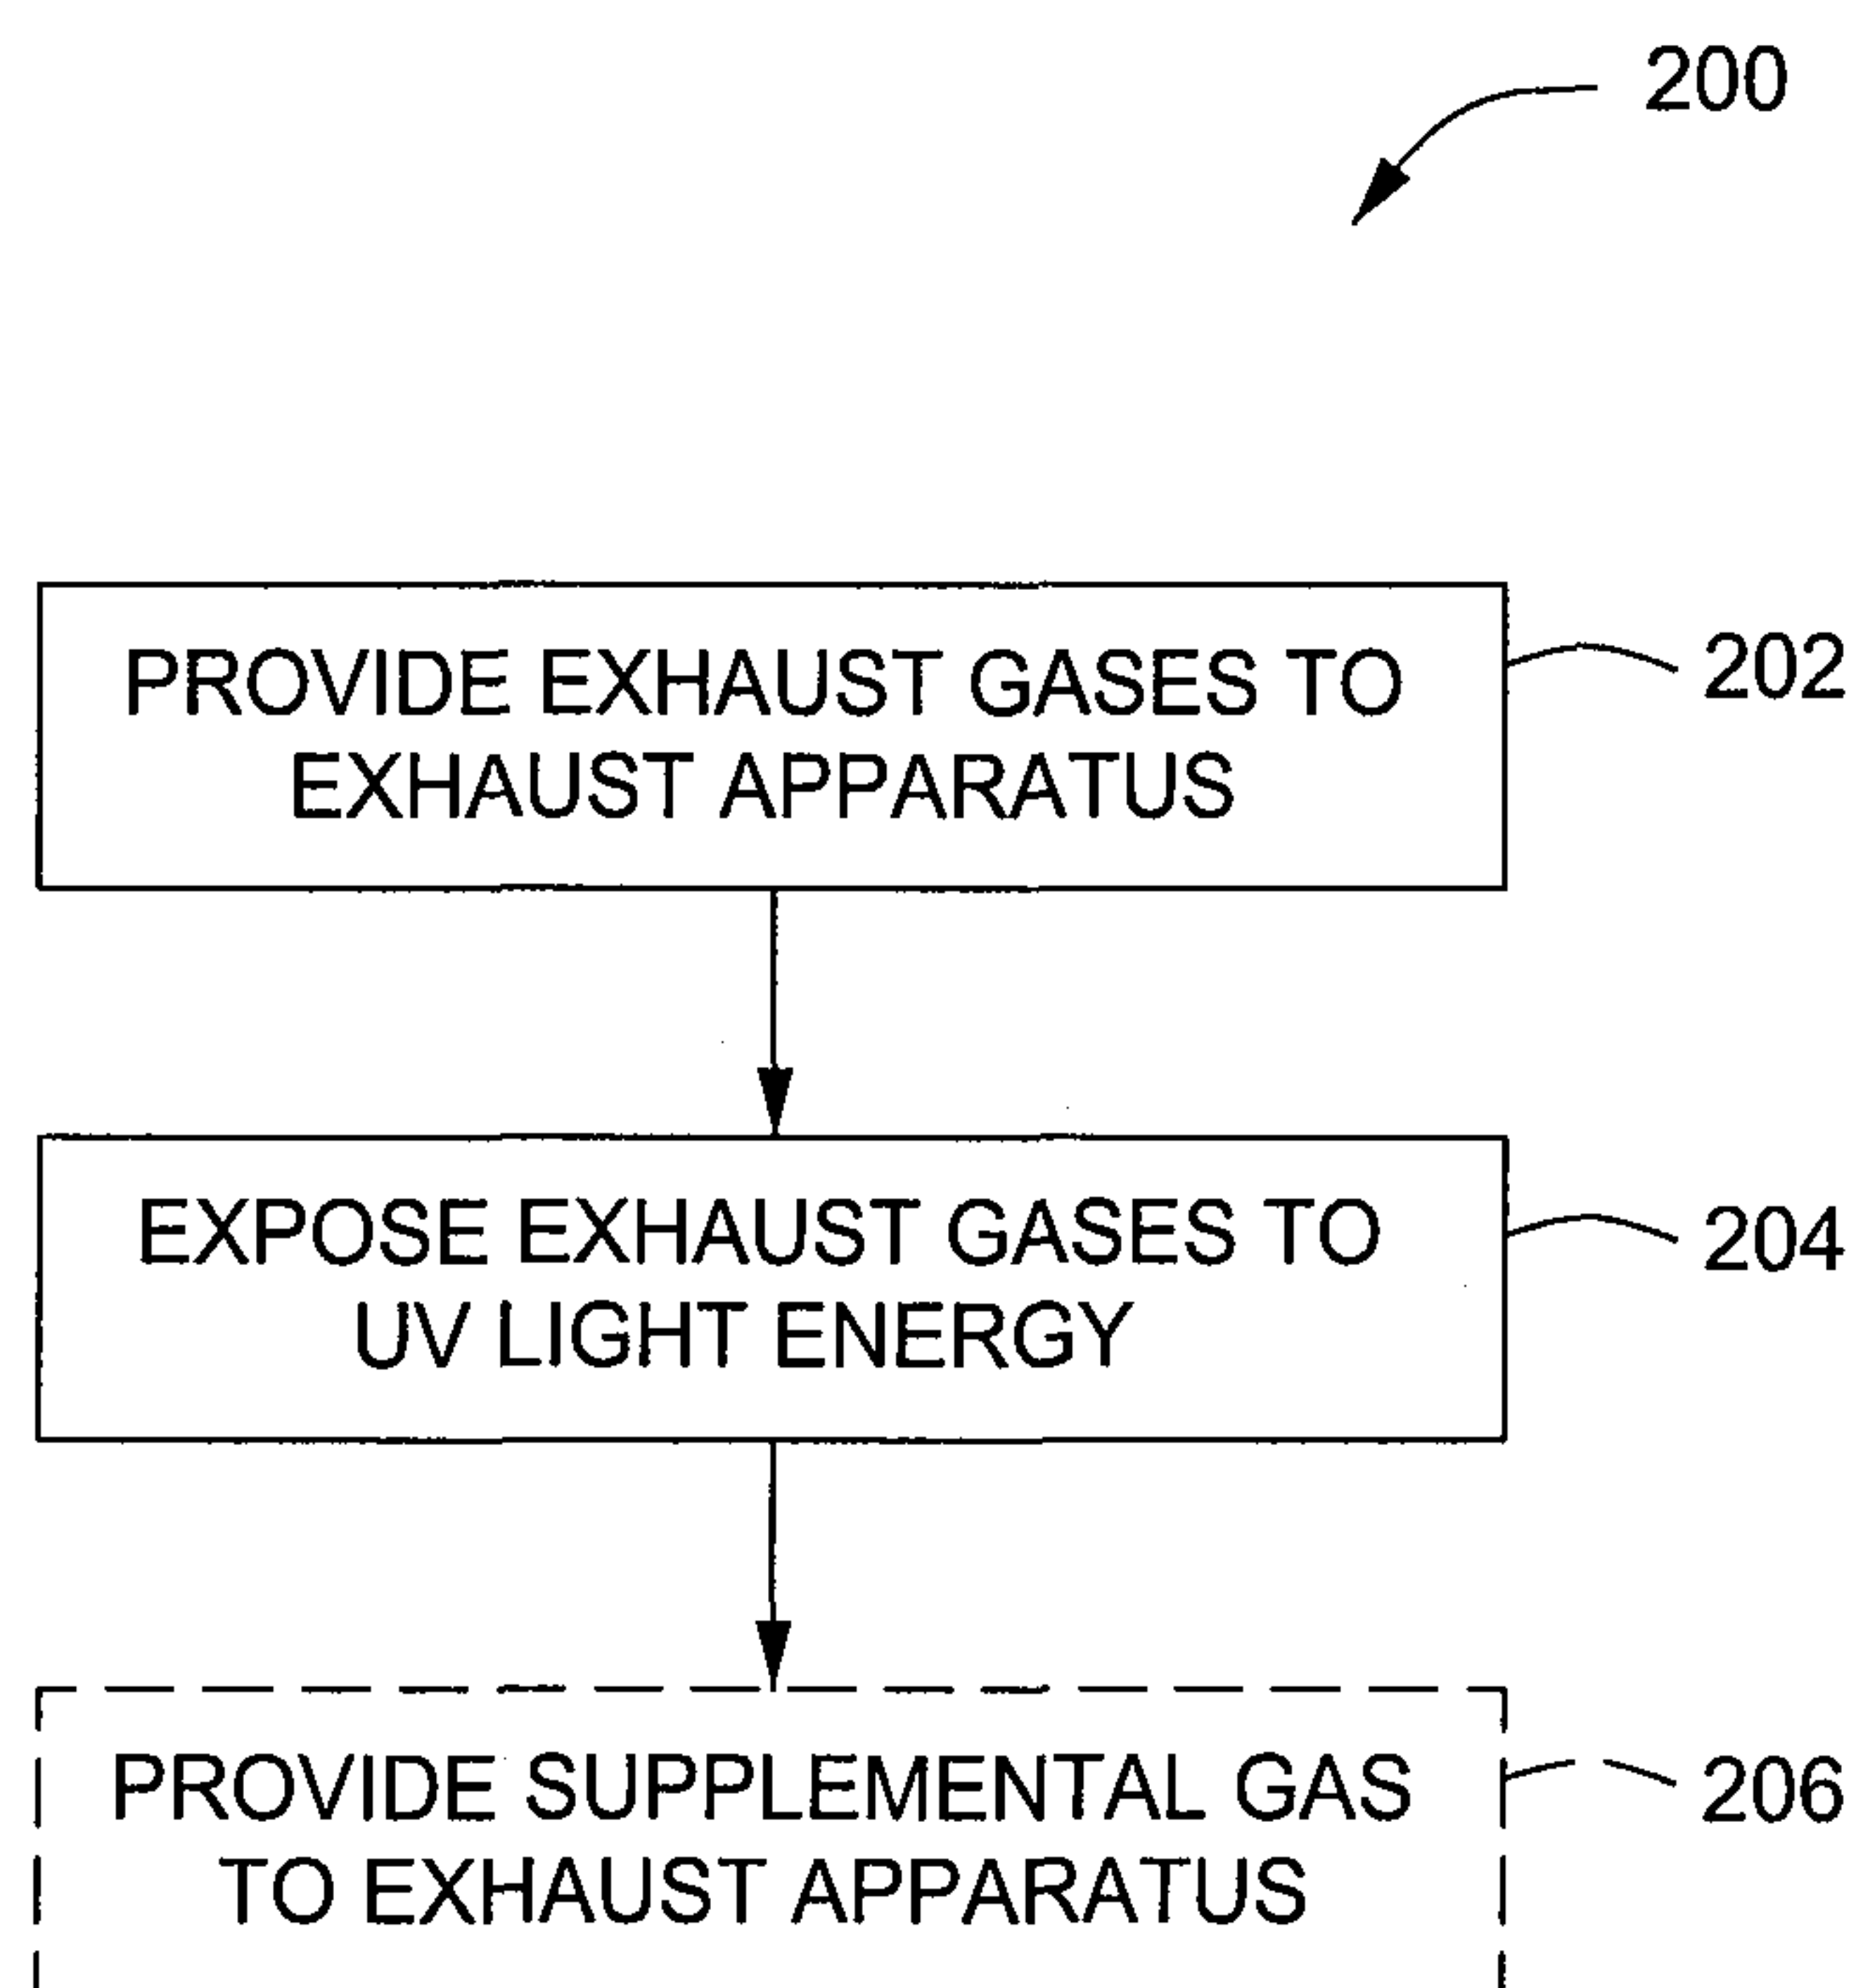 200
PROVIDE EXHAUST GASES TO
EXHAUST APPARATUS
202
EXPOSE EXHAUST GASES TO
UV LIGHT ENERGY
204
PROVIDE SUPPLEMENTAL GAS
TO EXHAUST APPARATUS
206